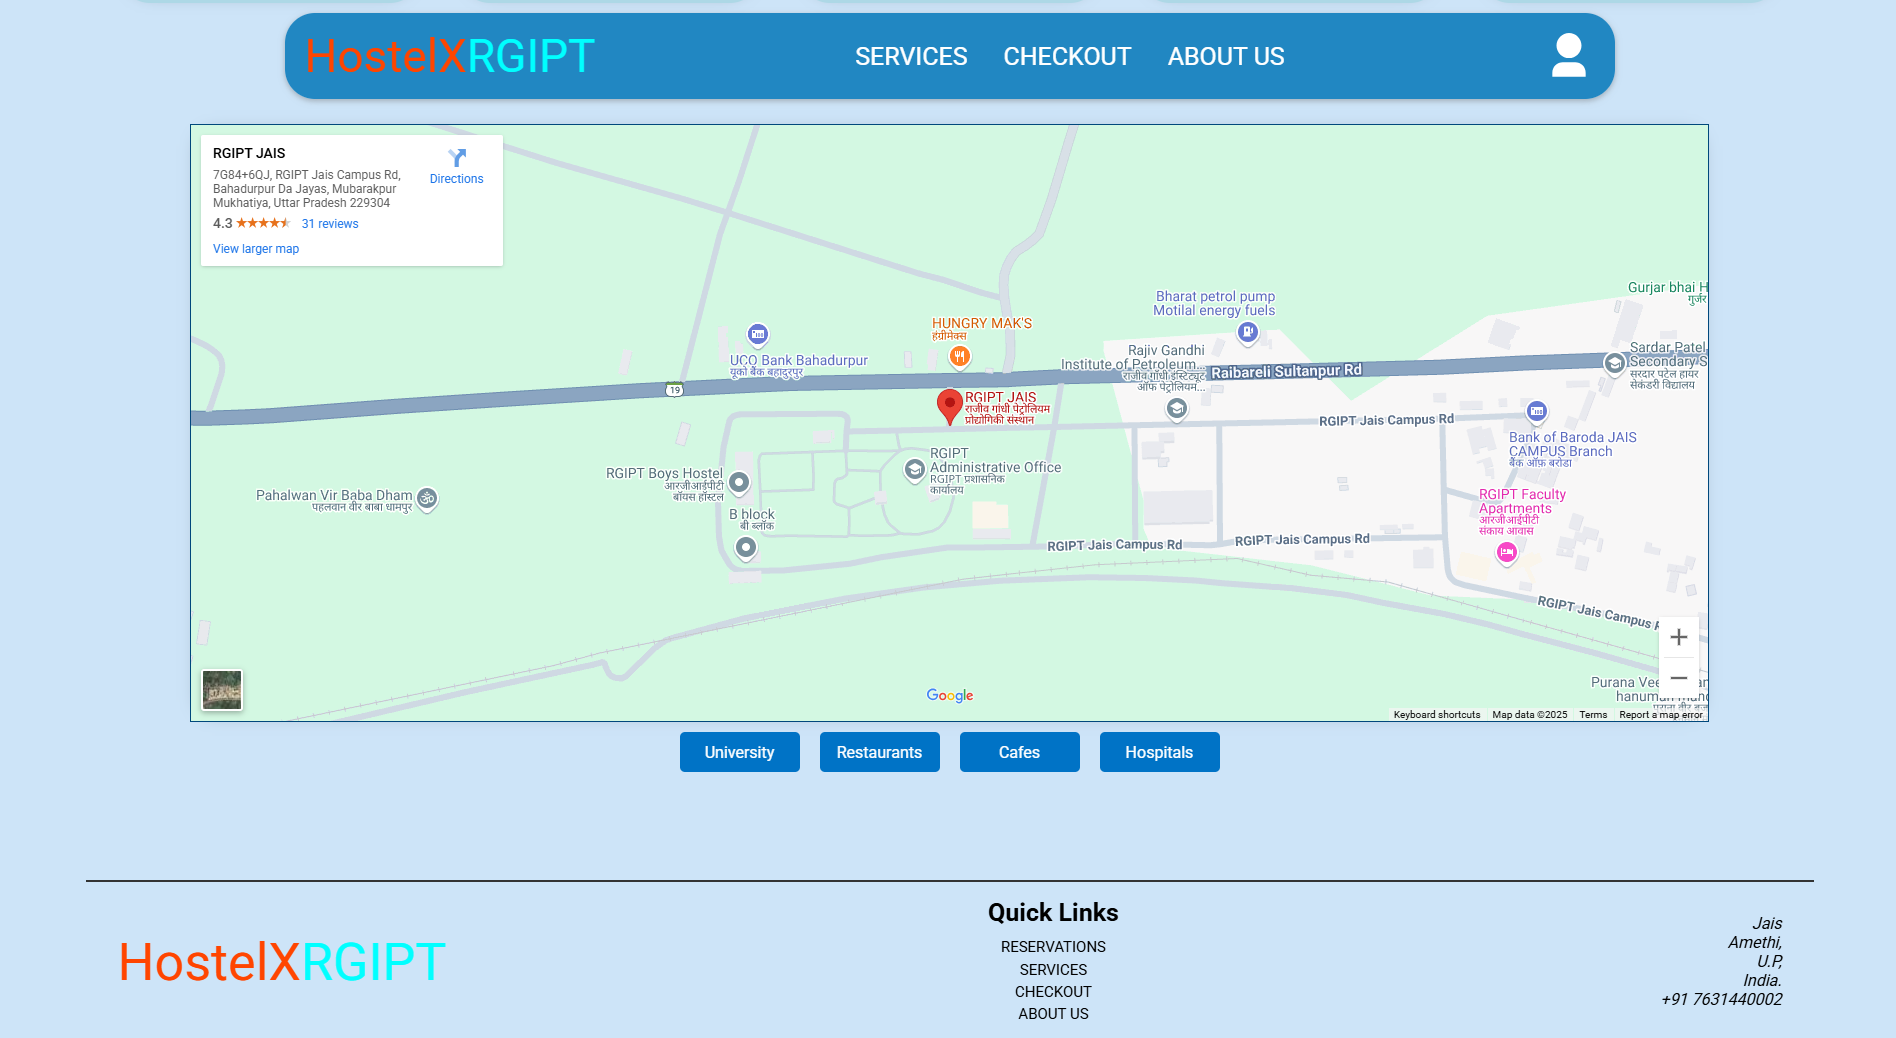 HostelXRGIPT
SERVICES
CHECKOUT
ABOUT US
RGIPT JAIS
7G84+6QJ, RGIPT Jais Campus Rd,
Bahadurpur Da Jayas, Mubarakpur
Mukhatiya, Uttar Pradesh 229304
4.3
31 reviews
View larger map
Directions
Gurjar bhai H
गुर्जर
Bharat petrol pump
Motilal energy fuels
HUNGRY MAK'S
हंग्रीमेक्स
UCO Bank Bahadurpur
यूको बैंक बहादुरपुर
Rajiv Gandhi
Institute of Petroleum...
राजीव गांधी इंस्टिट्यूट
ऑफ पेट्रोलियम...
Raibareli Sultanpur Rd
Sardar Patel
Secondary S
सरदार पटेल हायर
सेकंडरी विद्यालय
19
RGIPT JAIS
राजीव गांधी पेट्रोलियम
प्रोद्योगिकी संस्थान
RGIPT Jais Campus Rd
Bank of Baroda JAIS
CAMPUS Branch
बैंक ऑफ़ बरोडा
RGIPT
Administrative Office
RGIPT प्रशासनिक
कार्यालय
RGIPT Boys Hostel
आरजीआईपीटी
बॉयस हॉस्टल
Pahalwan Vir Baba Dham
पहलवान वीर बाबा धामपुर
B block
बी ब्लॉक
RGIPT Faculty
Apartments
आरजीआईपीटी
संकाय आवास
RGIPT Jais Campus Rd
RGIPT Jais Campus Rd
RGIPT Jais Campus R
+
−
Purana Vee
hanuman
Google
Keyboard shortcuts
Map data ©2025
Terms
Report a map error
University
Restaurants
Cafes
Hospitals
HostelXRGIPT
Quick Links
RESERVATIONS
SERVICES
CHECKOUT
ABOUT US
Jais
Amethi,
U.P,
India.
+91 7631440002